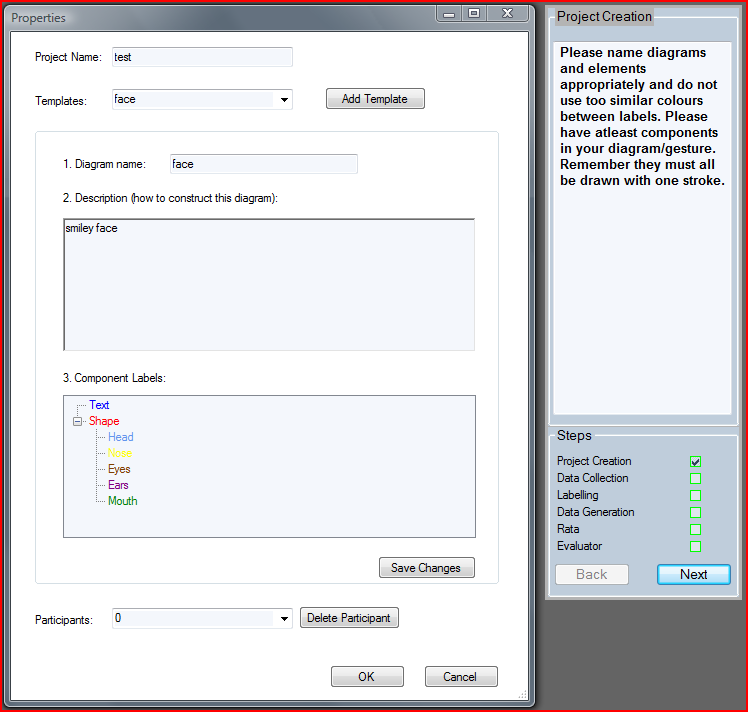 Properties
Project Name: test
Templates: face Add Template
1. Diagram name: face
2. Description (how to construct this diagram):
smiley face
3. Component Labels:
Text
Shape
Head
Nose
Eyes
Ears
Mouth
Save Changes
Participants: 0 Delete Participant
OK Cancel
Project Creation
Please name diagrams
and elements
appropriately and do not
use too similar colours
between labels. Please
have atleast components
in your diagram/gesture.
Remember they must all
be drawn with one stroke.
Steps
Project Creation
Data Collection
Labelling
Data Generation
Rata
Evaluator
Back Next